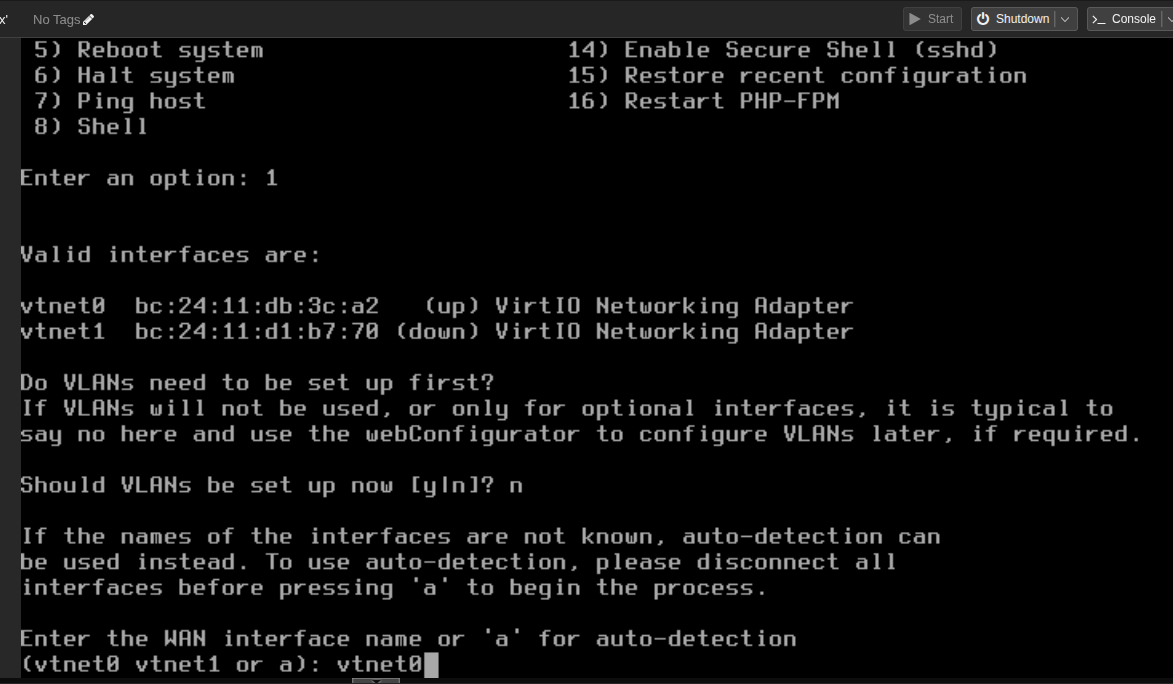 x' No Tags Start Shutdown Console
5) Reboot system 14) Enable Secure Shell (sshd)
6) Halt system 15) Restore recent configuration
7) Ping host 16) Restart PHP-FPM
8) Shell
Enter an option: 1
Valid interfaces are:
vtnet0 bc:24:11:db:3c:a2 (up) VirtIO Networking Adapter
vtnet1 bc:24:11:d1:b7:70 (down) VirtIO Networking Adapter
Do VLANs need to be set up first?
If VLANs will not be used, or only for optional interfaces, it is typical to
say no here and use the webConfigurator to configure VLANs later, if required.
Should VLANs be set up now [y|n]? n
If the names of the interfaces are not known, auto-detection can
be used instead. To use auto-detection, please disconnect all
interfaces before pressing 'a' to begin the process.
Enter the WAN interface name or 'a' for auto-detection
(vtnet0 vtnet1 or a): vtnet0